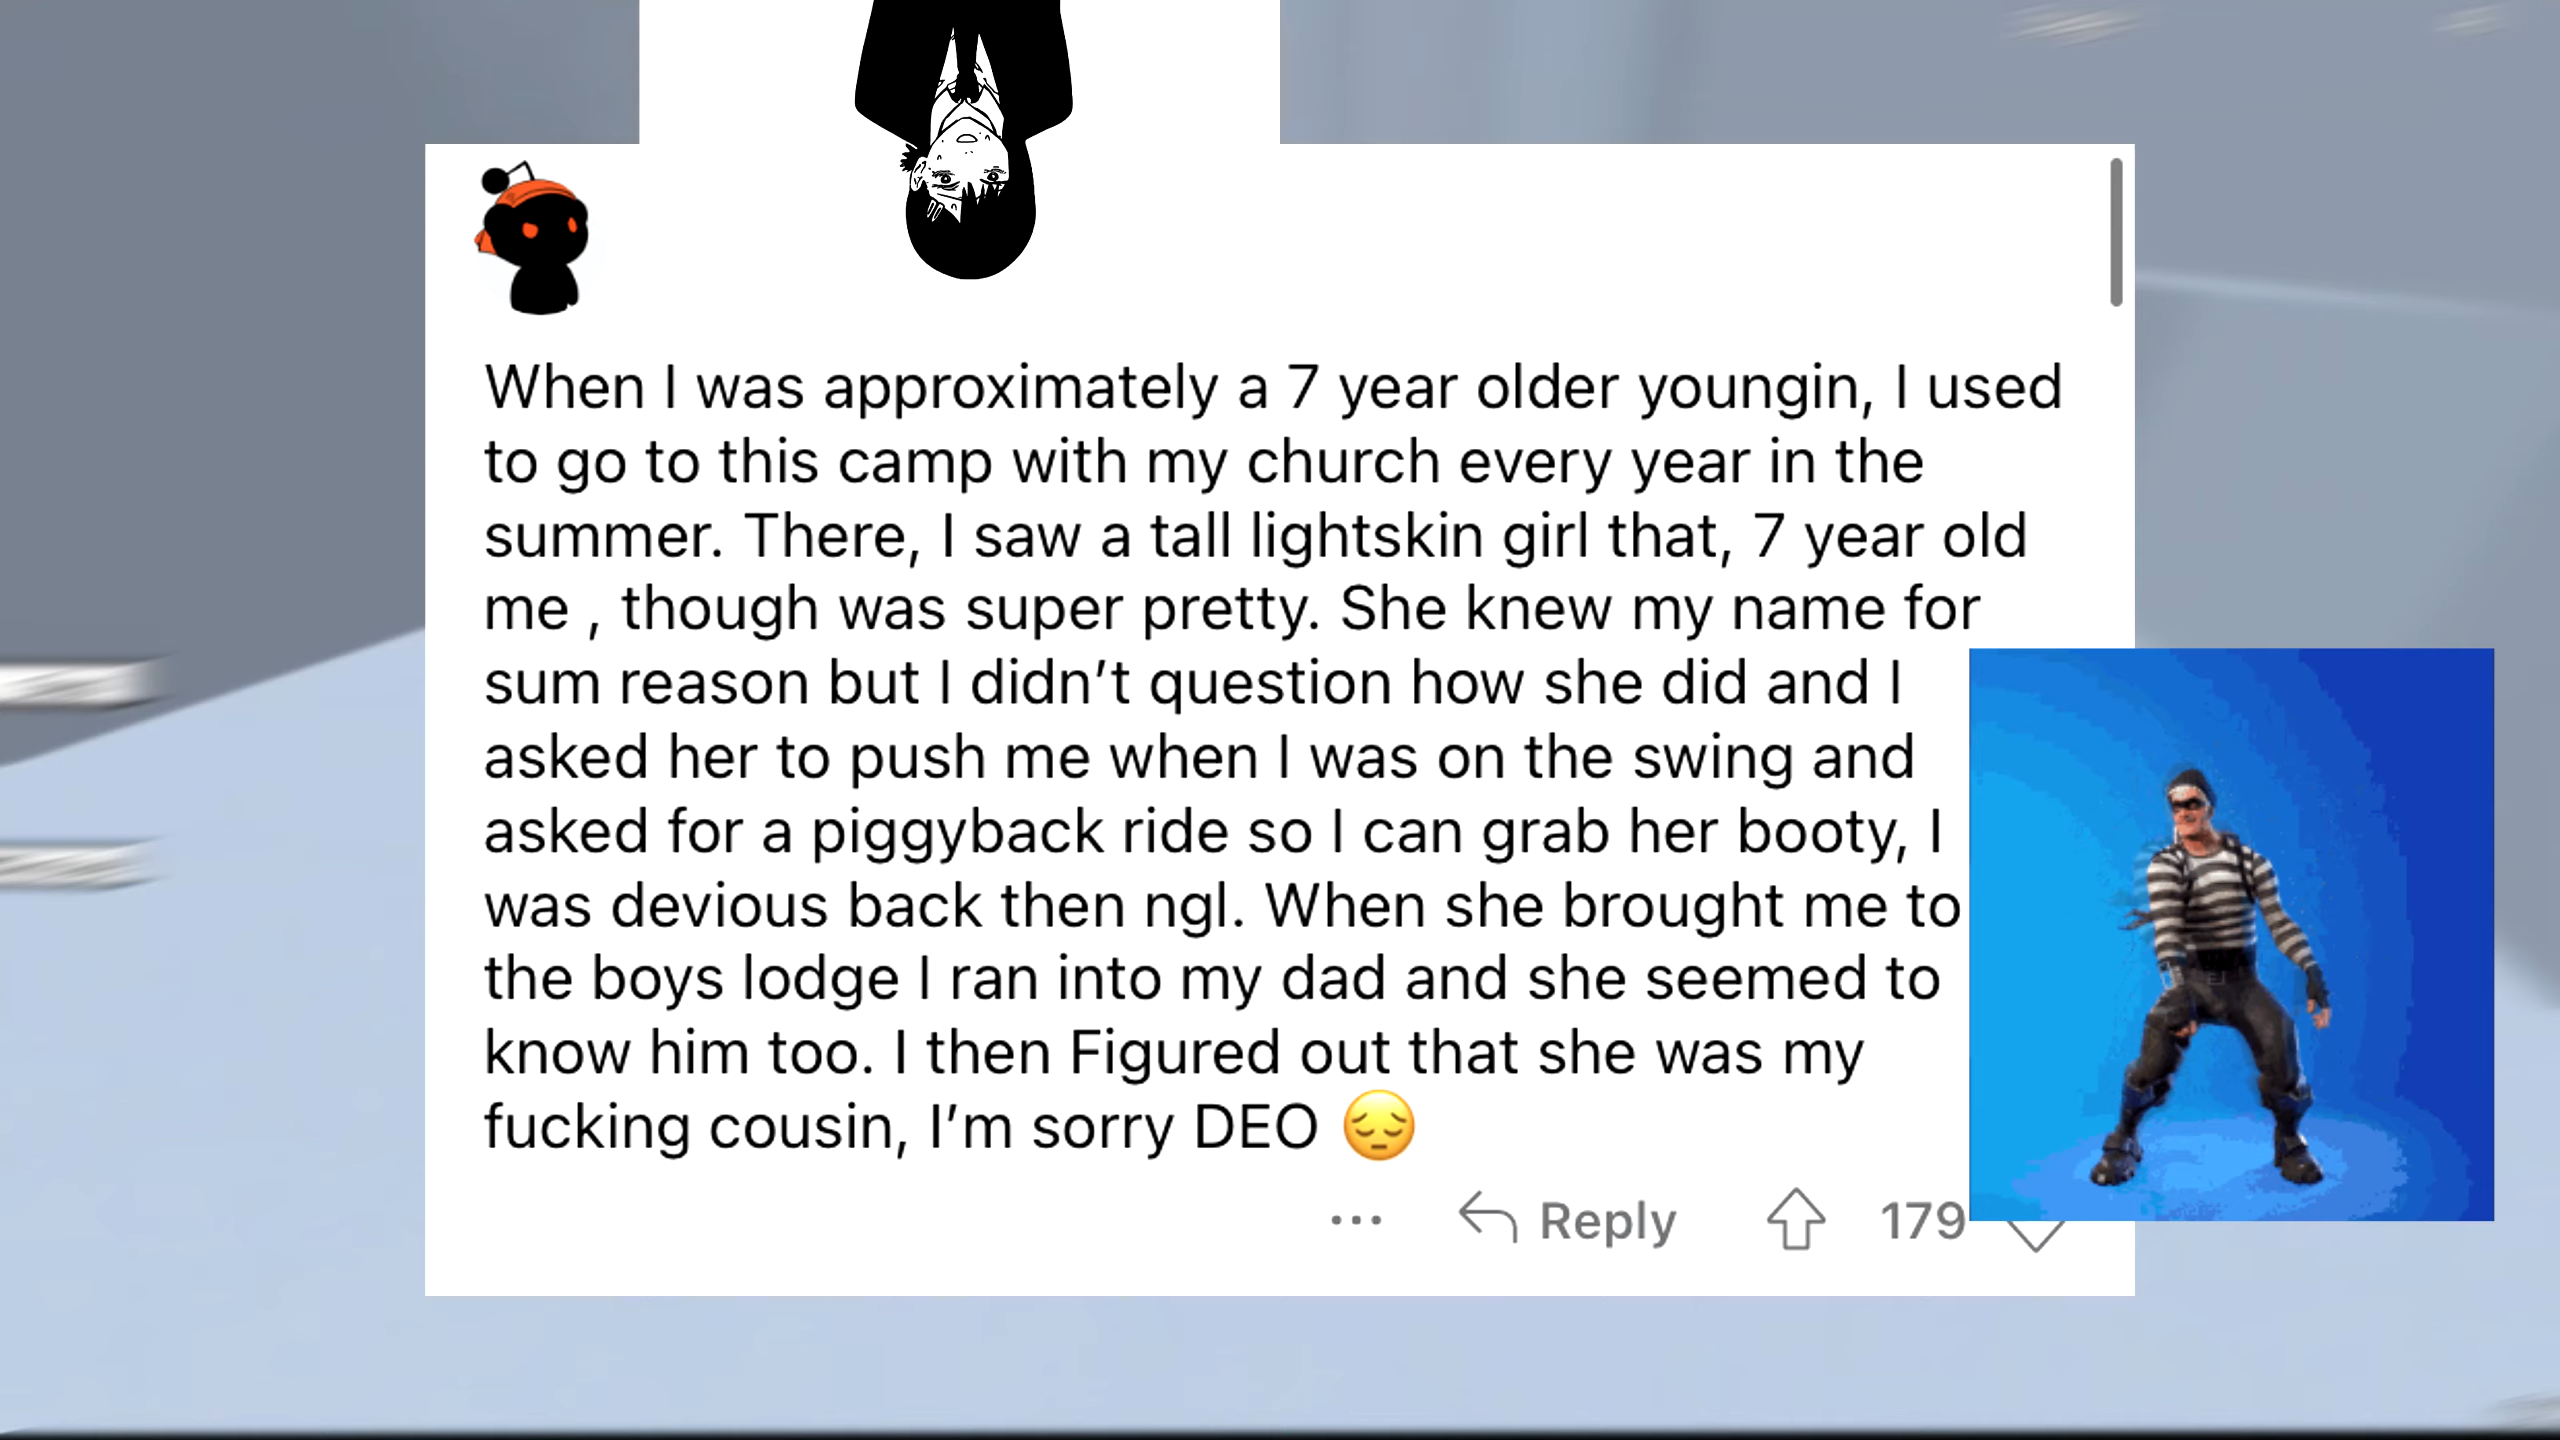 When I was approximately a 7 year older youngin, I used
to go to this camp with my church every year in the
summer. There, I saw a tall lightskin girl that, 7 year old
me , though was super pretty. She knew my name for
sum reason but I didn’t question how she did and I
asked her to push me when I was on the swing and
asked for a piggyback ride so I can grab her booty, I
was devious back then ngl. When she brought me to
the boys lodge I ran into my dad and she seemed to
know him too. I then Figured out that she was my
fucking cousin, I’m sorry DEO 😔
... Reply 179